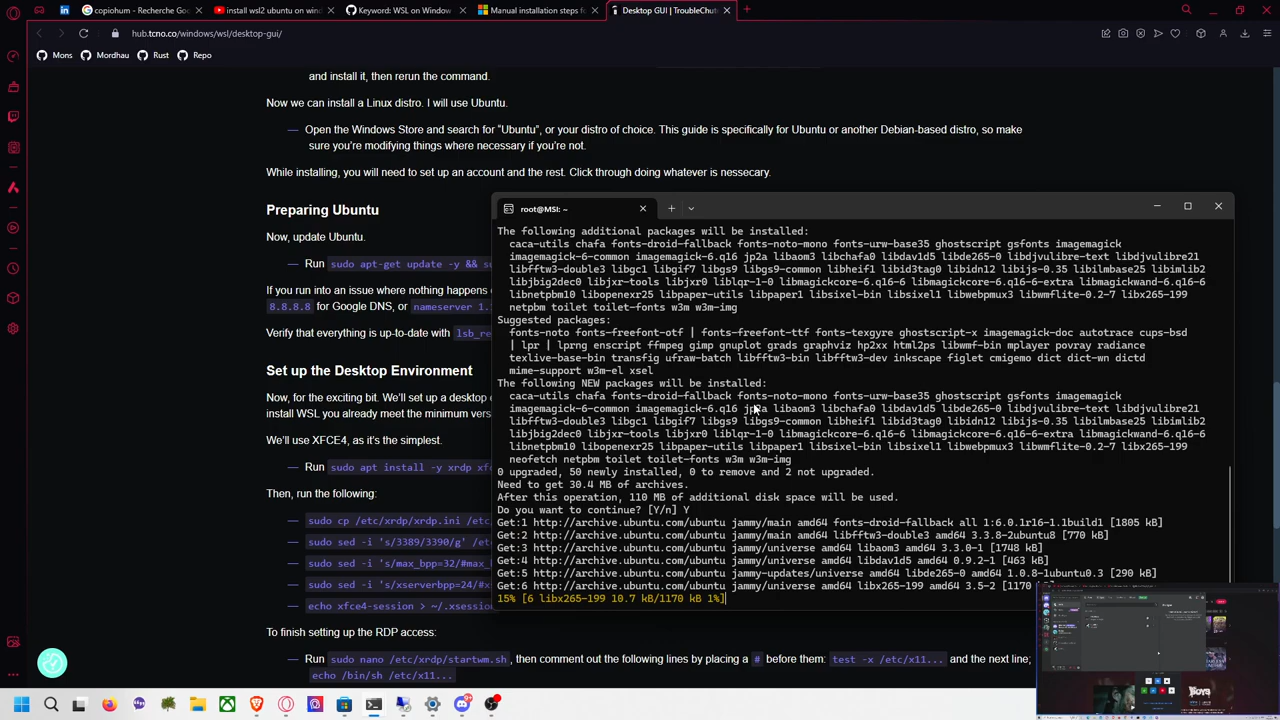 copiohum - Recherche Goo
install wsl2 ubuntu on wind
Keyword: WSL on Window
Manual installation steps fo
Desktop GUI | TroubleChute
hub.tcno.co/windows/wsl/desktop-gui/
Mons
Mordhau
Rust
Repo
and install it, then rerun the command.
Now we can install a Linux distro. I will use Ubuntu.
— Open the Windows Store and search for "Ubuntu", or your distro of choice. This guide is specifically for Ubuntu or another Debian-based distro, so make
sure you're modifying things where necessary if you're not.
While installing, you will need to set up an account and the rest. Click through doing whatever is nessecary.
Preparing Ubuntu
Now, update Ubuntu.
— Run sudo apt-get update -y && su
If you run into an issue where nothing happens
8.8.8.8 for Google DNS, or nameserver 1.
Verify that everything is up-to-date with lsb_re
Set up the Desktop Environment
Now, for the exciting bit. We'll set up a desktop e
install WSL you already meet the minimum vers
We'll use XFCE4, as it's the simplest.
— Run sudo apt install -y xrdp xfc
Then, run the following:
— sudo cp /etc/xrdp/xrdp.ini /etc/x
— sudo sed -i 's/3389/3390/g' /etc/
— sudo sed -i 's/max_bpp=32/#max_
— sudo sed -i 's/xserverbpp=24/#x
— echo xfce4-session > ~/.xsession
To finish setting up the RDP access:
— Run sudo nano /etc/xrdp/startwm.sh , then comment out the following lines by placing a # before them: test -x /etc/x11... and the next line;
echo /bin/sh /etc/x11...
root@MSI: ~
The following additional packages will be installed:
caca-utils chafa fonts-droid-fallback fonts-noto-mono fonts-urw-base35 ghostscript gsfonts imagemagick
imagemagick-6-common imagemagick-6.q16 jp2a libaom3 libchafa0 libdav1d5 libde265-0 libdjvulibre-text libdjvulibre21
libfftw3-double3 libgc1 libgif7 libgs9 libgs9-common libheif1 libid3tag0 libidn12 libijs-0.35 libilmbase25 libimlib2
libjbig2dec0 libjxr-tools libjxr0 liblqr-1-0 libmagickcore-6.q16-6 libmagickcore-6.q16-6-extra libmagickwand-6.q16-6
libnetpbm10 libopenexr25 libpaper-utils libpaper1 libsixel-bin libsixel1 libwebpmux3 libwmflite-0.2-7 libx265-199
netpbm toilet toilet-fonts w3m w3m-img
Suggested packages:
fonts-noto fonts-freefont-otf | fonts-freefont-ttf fonts-texgyre ghostscript-x imagemagick-doc autotrace cups-bsd
| lpr | lprng enscript ffmpeg gimp gnuplot grads graphviz hp2xx html2ps libwmf-bin mplayer povray radiance
texlive-base-bin transfig ufraw-batch libfftw3-bin libfftw3-dev inkscape figlet cmigemo dict dict-wn dictd
mime-support w3m-el xsel
The following NEW packages will be installed:
caca-utils chafa fonts-droid-fallback fonts-noto-mono fonts-urw-base35 ghostscript gsfonts imagemagick
imagemagick-6-common imagemagick-6.q16 jp2a libaom3 libchafa0 libdav1d5 libde265-0 libdjvulibre-text libdjvulibre21
libfftw3-double3 libgc1 libgif7 libgs9 libgs9-common libheif1 libid3tag0 libidn12 libijs-0.35 libilmbase25 libimlib2
libjbig2dec0 libjxr-tools libjxr0 liblqr-1-0 libmagickcore-6.q16-6 libmagickcore-6.q16-6-extra libmagickwand-6.q16-6
libnetpbm10 libopenexr25 libpaper-utils libpaper1 libsixel-bin libsixel1 libwebpmux3 libwmflite-0.2-7 libx265-199
neofetch netpbm toilet toilet-fonts w3m w3m-img
0 upgraded, 50 newly installed, 0 to remove and 2 not upgraded.
Need to get 30.4 MB of archives.
After this operation, 110 MB of additional disk space will be used.
Do you want to continue? [Y/n] Y
Get:1 http://archive.ubuntu.com/ubuntu jammy/main amd64 fonts-droid-fallback all 1:6.0.1r16-1.1build1 [1805 kB]
Get:2 http://archive.ubuntu.com/ubuntu jammy/main amd64 libfftw3-double3 amd64 3.3.8-2ubuntu8 [770 kB]
Get:3 http://archive.ubuntu.com/ubuntu jammy/universe amd64 libaom3 amd64 3.3.0-1 [1748 kB]
Get:4 http://archive.ubuntu.com/ubuntu jammy/universe amd64 libdav1d5 amd64 0.9.2-1 [463 kB]
Get:5 http://archive.ubuntu.com/ubuntu jammy-updates/universe amd64 libde265-0 amd64 1.0.8-1ubuntu0.3 [290 kB]
Get:6 http://archive.ubuntu.com/ubuntu jammy/universe amd64 libx265-199 amd64 3.5-2 [1170 k
15% [6 libx265-199 10.7 kB/1170 kB 1%]